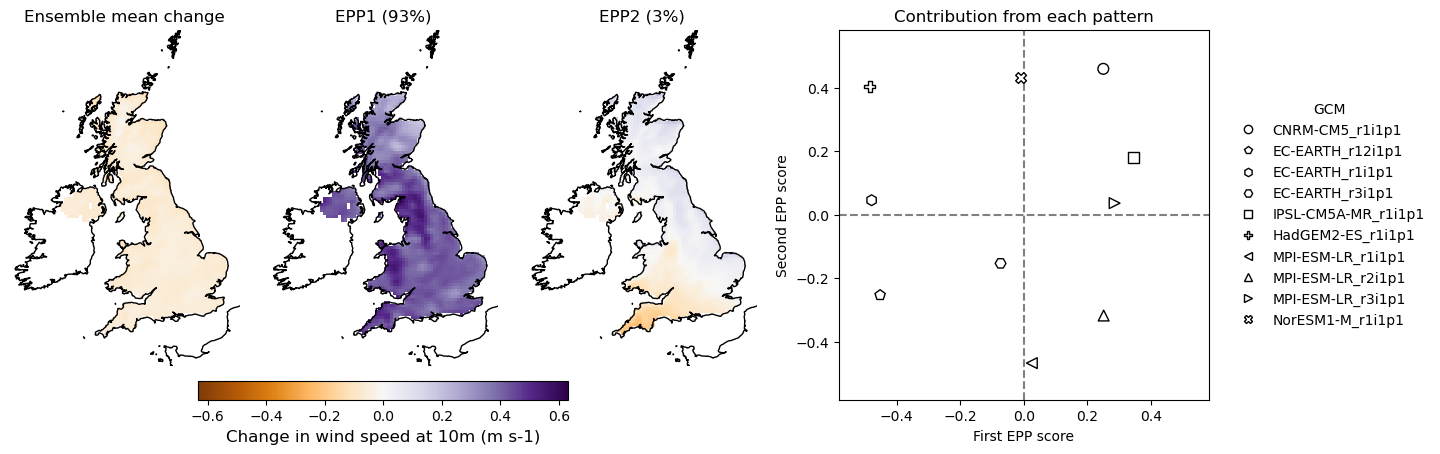 Ensemble mean change
EPP1 (93%)
EPP2 (3%)
Contribution from each pattern
−0.6 −0.4 −0.2 0.0 0.2 0.4 0.6
Change in wind speed at 10m (m s-1)
Second EPP score
0.4
0.2
0.0
−0.2
−0.4
−0.4 −0.2 0.0 0.2 0.4
First EPP score
GCM
CNRM-CM5_r1i1p1
EC-EARTH_r12i1p1
EC-EARTH_r1i1p1
EC-EARTH_r3i1p1
IPSL-CM5A-MR_r1i1p1
HadGEM2-ES_r1i1p1
MPI-ESM-LR_r1i1p1
MPI-ESM-LR_r2i1p1
MPI-ESM-LR_r3i1p1
NorESM1-M_r1i1p1